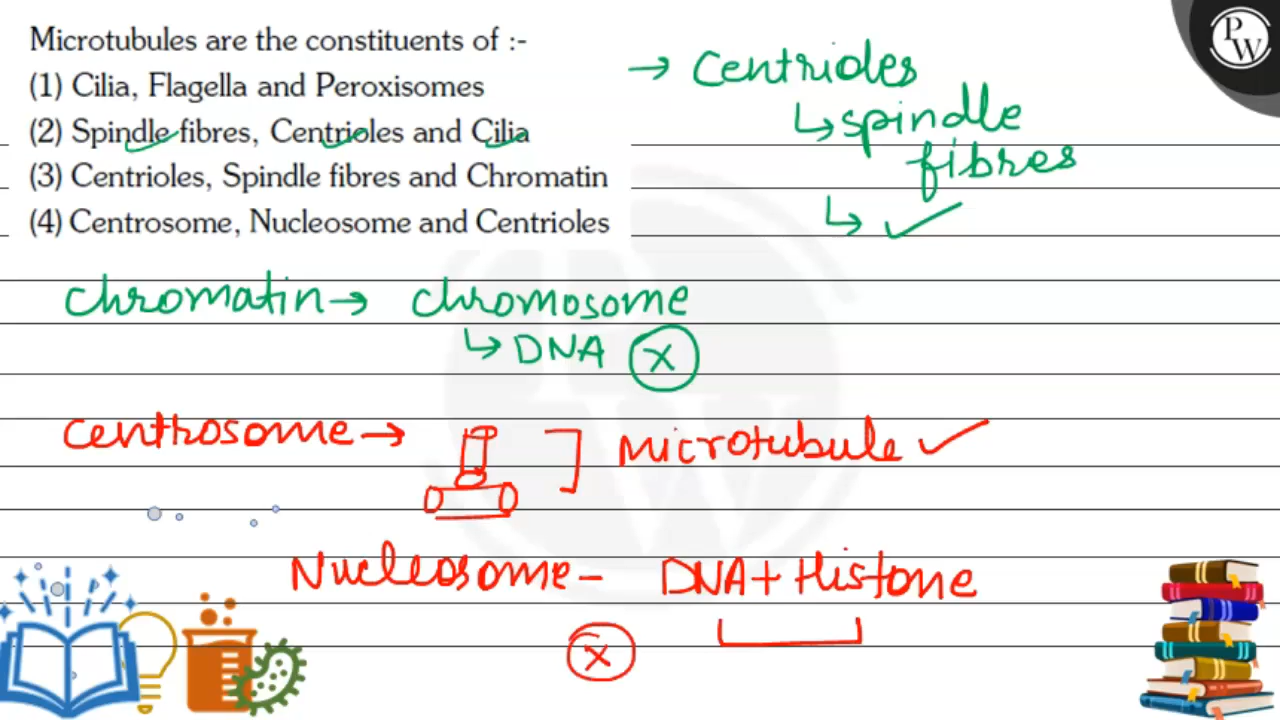 Microtubules are the constituents of :-
(1) Cilia, Flagella and Peroxisomes
(2) Spindle fibres, Centrioles and Cilia
(3) Centrioles, Spindle fibres and Chromatin
(4) Centrosome, Nucleosome and Centrioles
→ Centrioles
↳ spindle
fibres
↳ ✓
Chromatin → Chromosome
↳ DNA X
Centrosome → ] Microtubule ✓
Nucleosome - DNA + Histone
X
PW